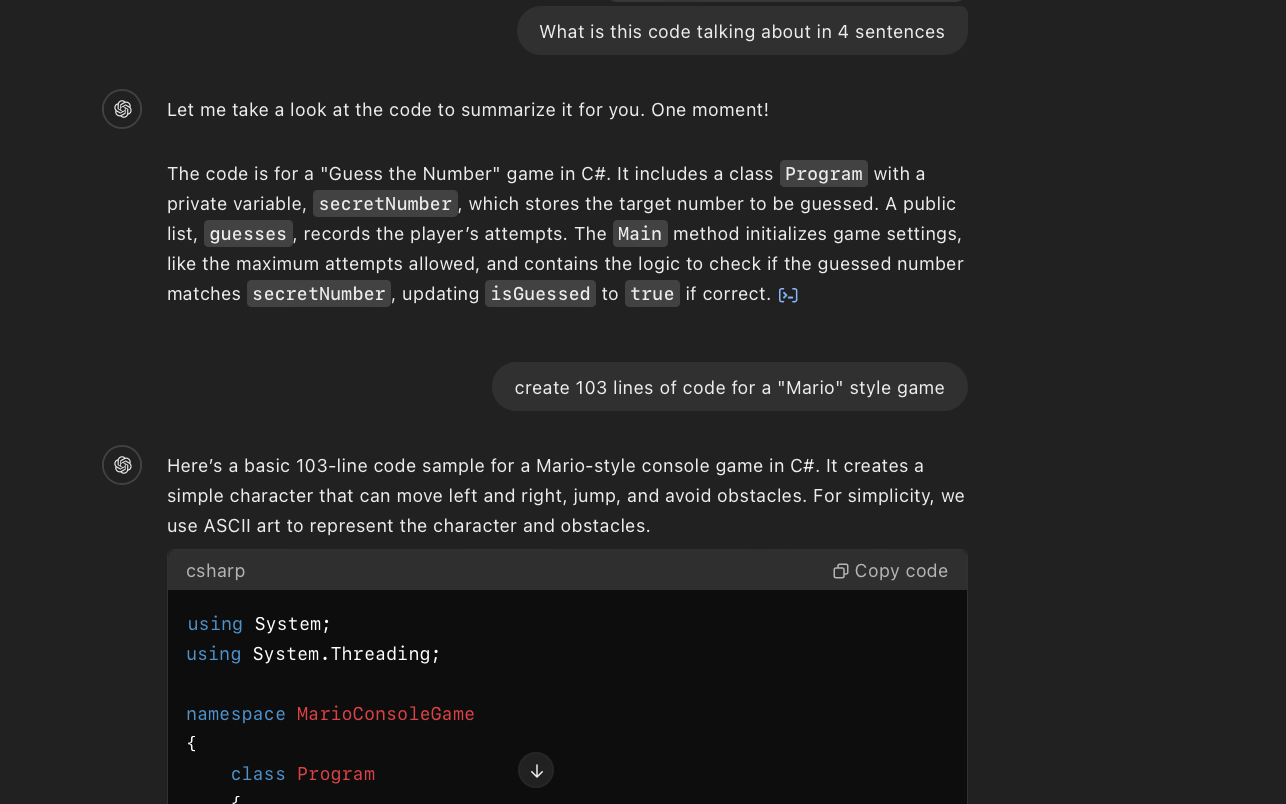 What is this code talking about in 4 sentences
Let me take a look at the code to summarize it for you. One moment!
The code is for a "Guess the Number" game in C#. It includes a class Program with a
private variable, secretNumber, which stores the target number to be guessed. A public
list, guesses, records the player’s attempts. The Main method initializes game settings,
like the maximum attempts allowed, and contains the logic to check if the guessed number
matches secretNumber, updating isGuessed to true if correct.
create 103 lines of code for a "Mario" style game
Here’s a basic 103-line code sample for a Mario-style console game in C#. It creates a
simple character that can move left and right, jump, and avoid obstacles. For simplicity, we
use ASCII art to represent the character and obstacles.
csharp
Copy code
using System;
using System.Threading;
namespace MarioConsoleGame
{
class Program
{